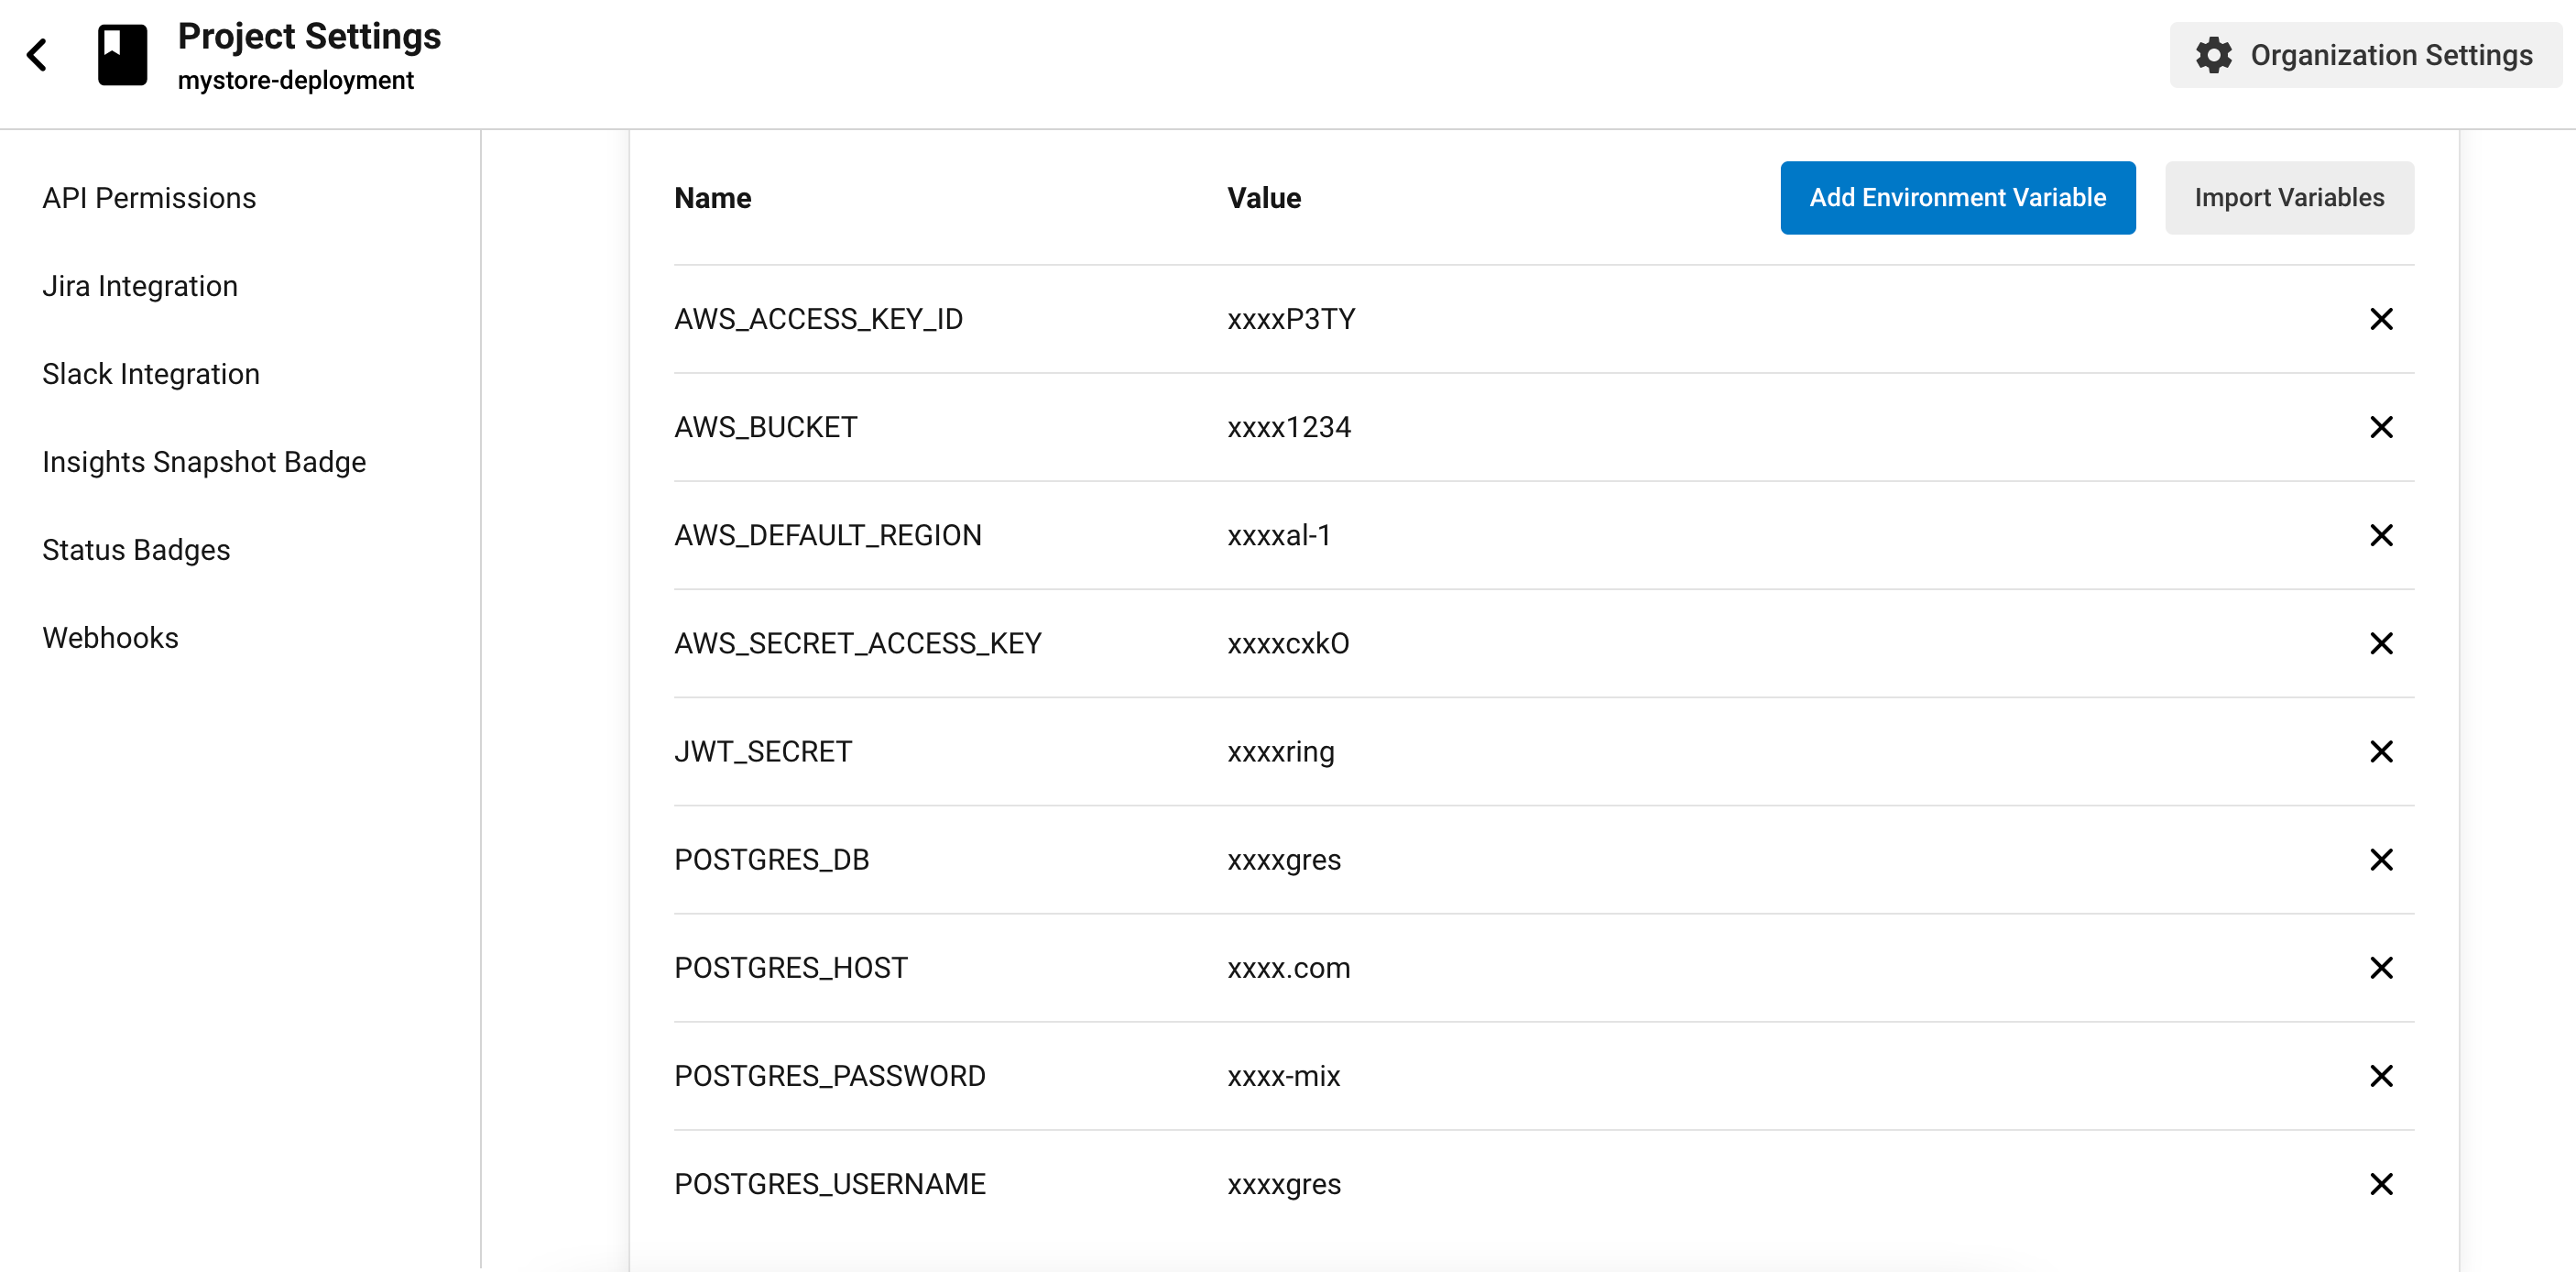 Project Settings
mystore-deployment
Organization Settings
API Permissions
Jira Integration
Slack Integration
Insights Snapshot Badge
Status Badges
Webhooks
Name Value Add Environment Variable Import Variables
AWS_ACCESS_KEY_ID xxxxP3TY
AWS_BUCKET xxxx1234
AWS_DEFAULT_REGION xxxxal-1
AWS_SECRET_ACCESS_KEY xxxxcxkO
JWT_SECRET xxxxring
POSTGRES_DB xxxxgres
POSTGRES_HOST xxxx.com
POSTGRES_PASSWORD xxxx-mix
POSTGRES_USERNAME xxxxgres